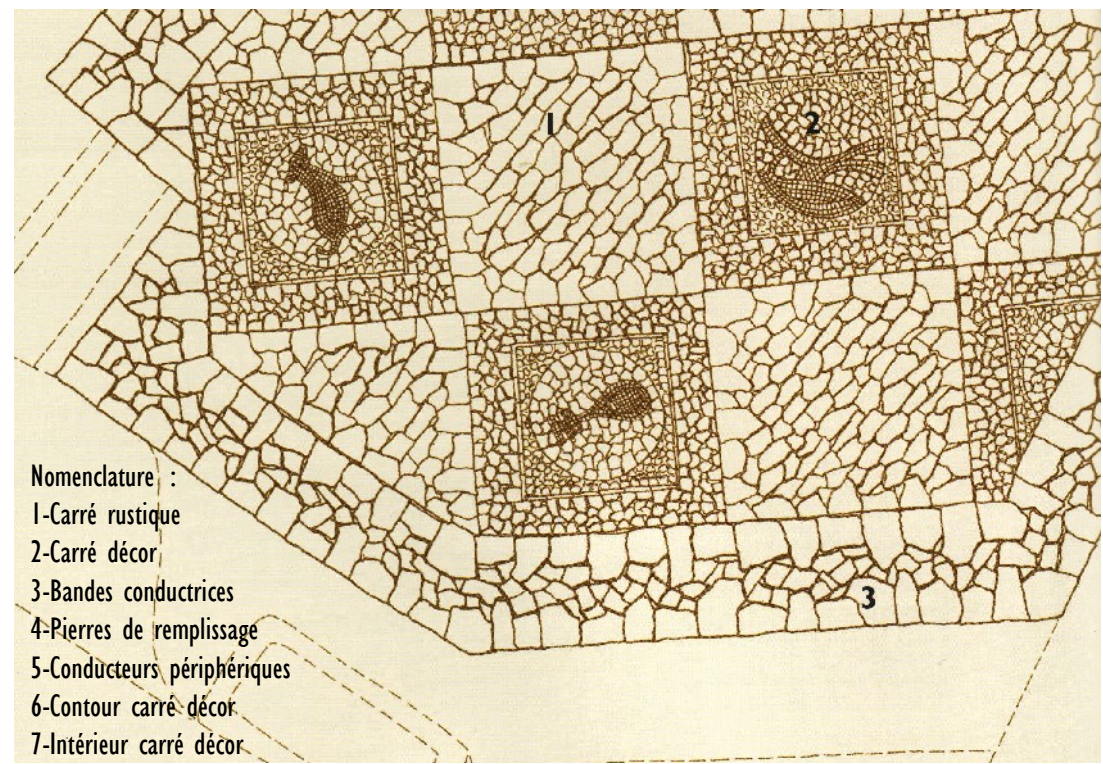 1
2
Nomenclature :
1-Carré rustique
2-Carré décor
3-Bandes conductrices
4-Pierres de remplissage
5-Conducteurs périphériques
6-Contour carré décor
7-Intérieur carré décor
3